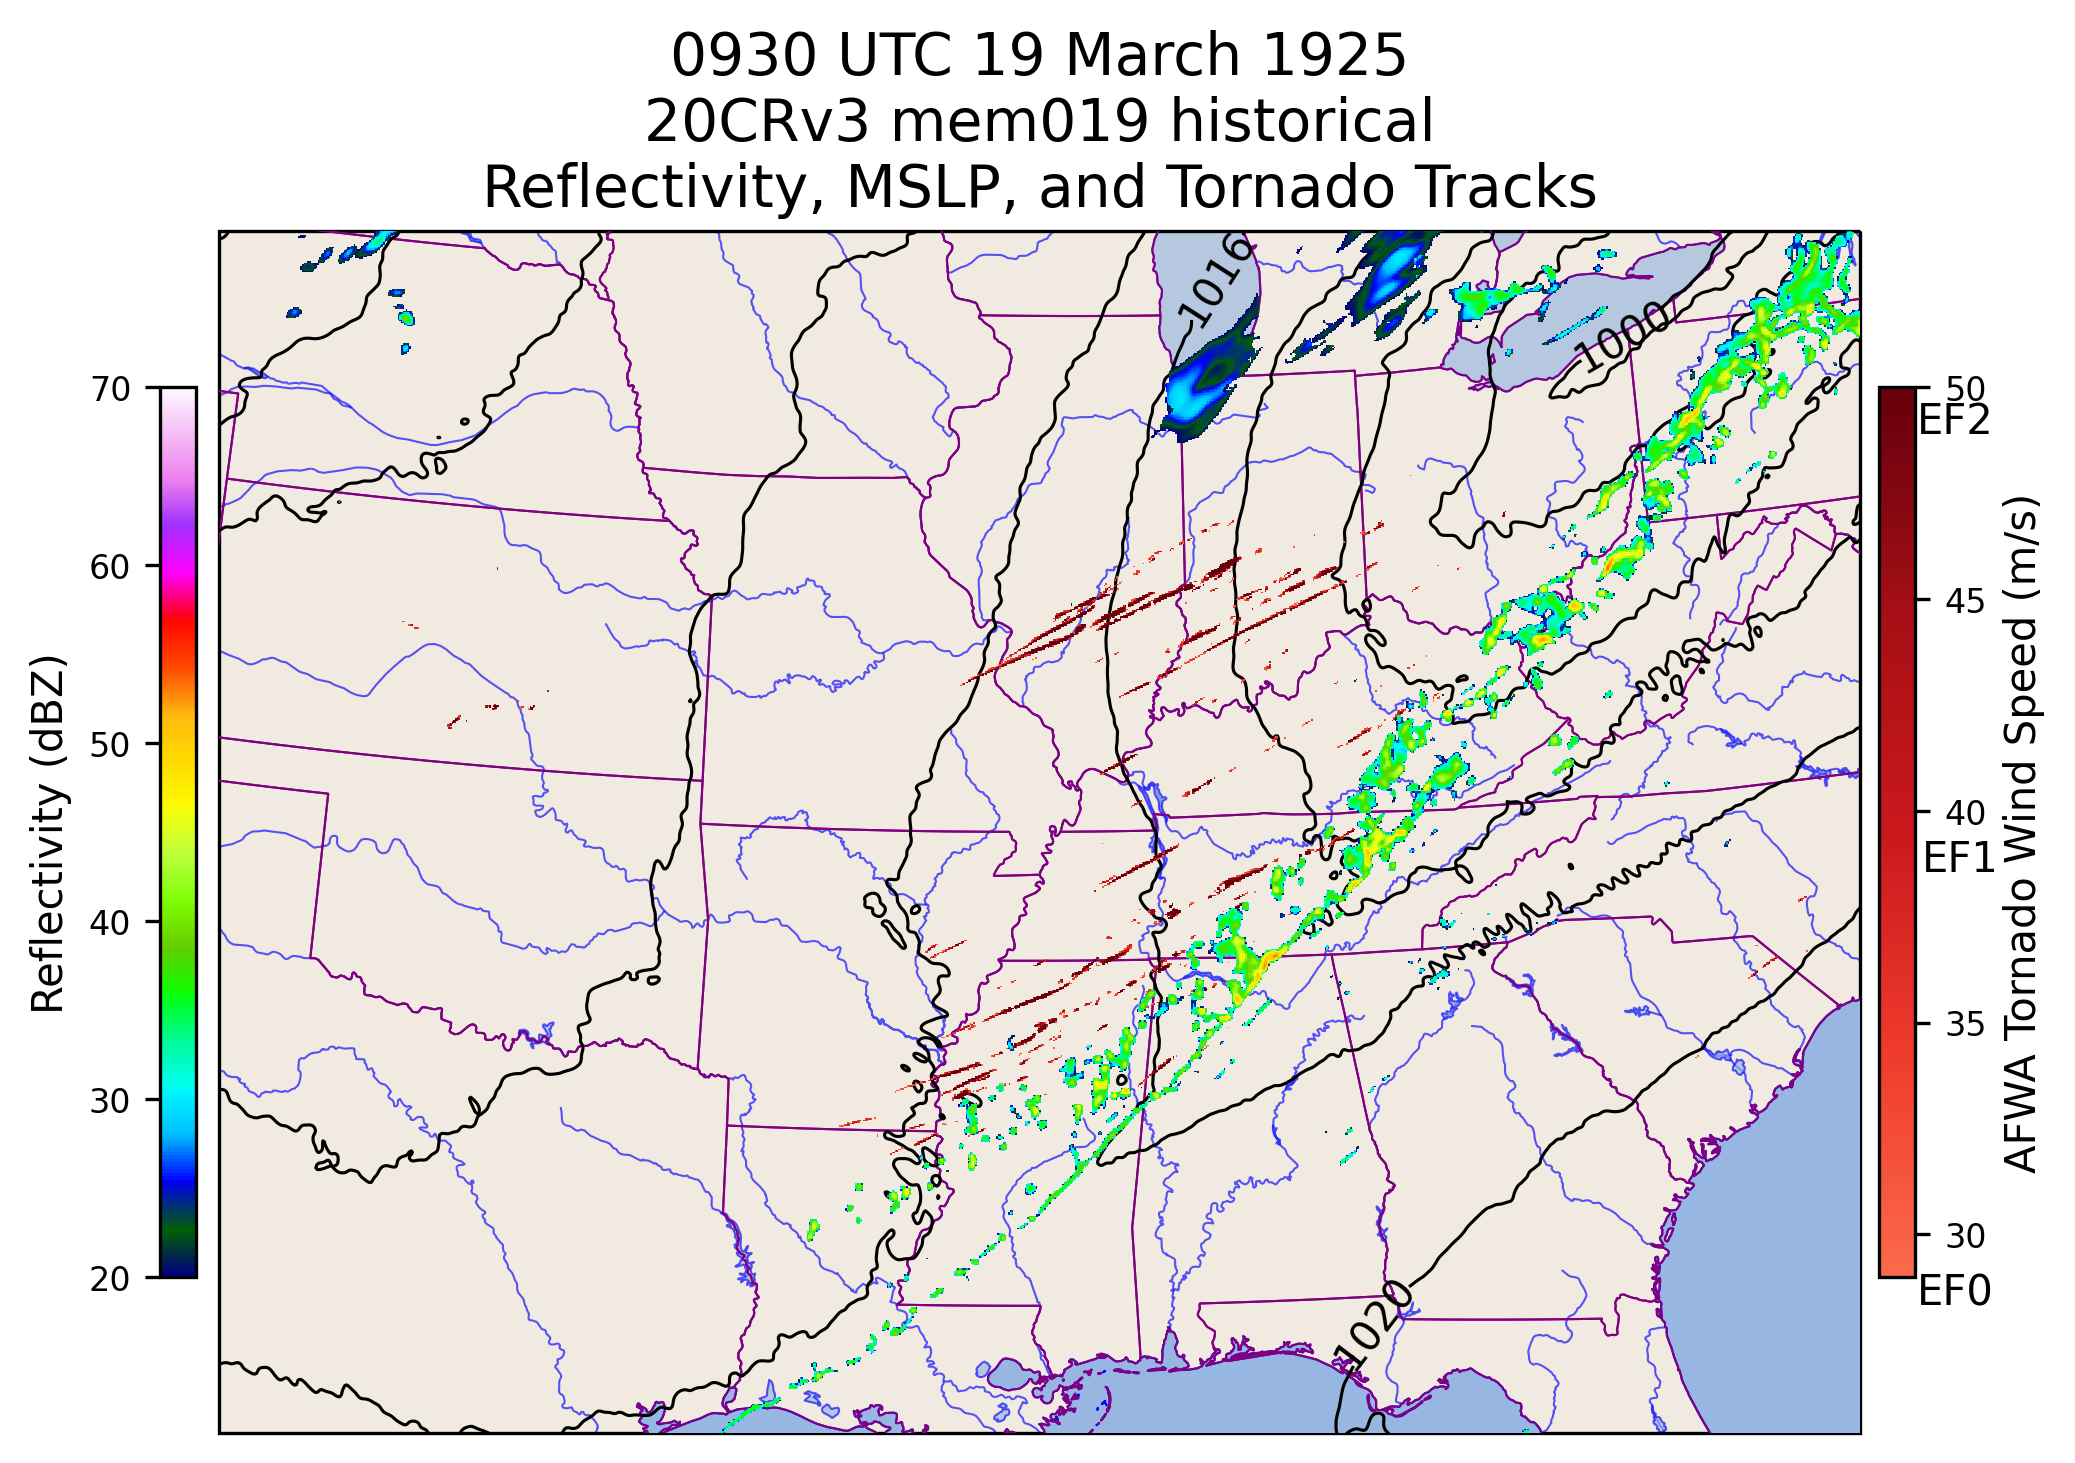 0930 UTC 19 March 1925
20CRv3 mem019 historical
Reflectivity, MSLP, and Tornado Tracks
1016
1000
1020
Reflectivity (dBZ)
70
60
50
40
30
20
50
EF2
45
40
EF1
35
30
EF0
AFWA Tornado Wind Speed (m/s)